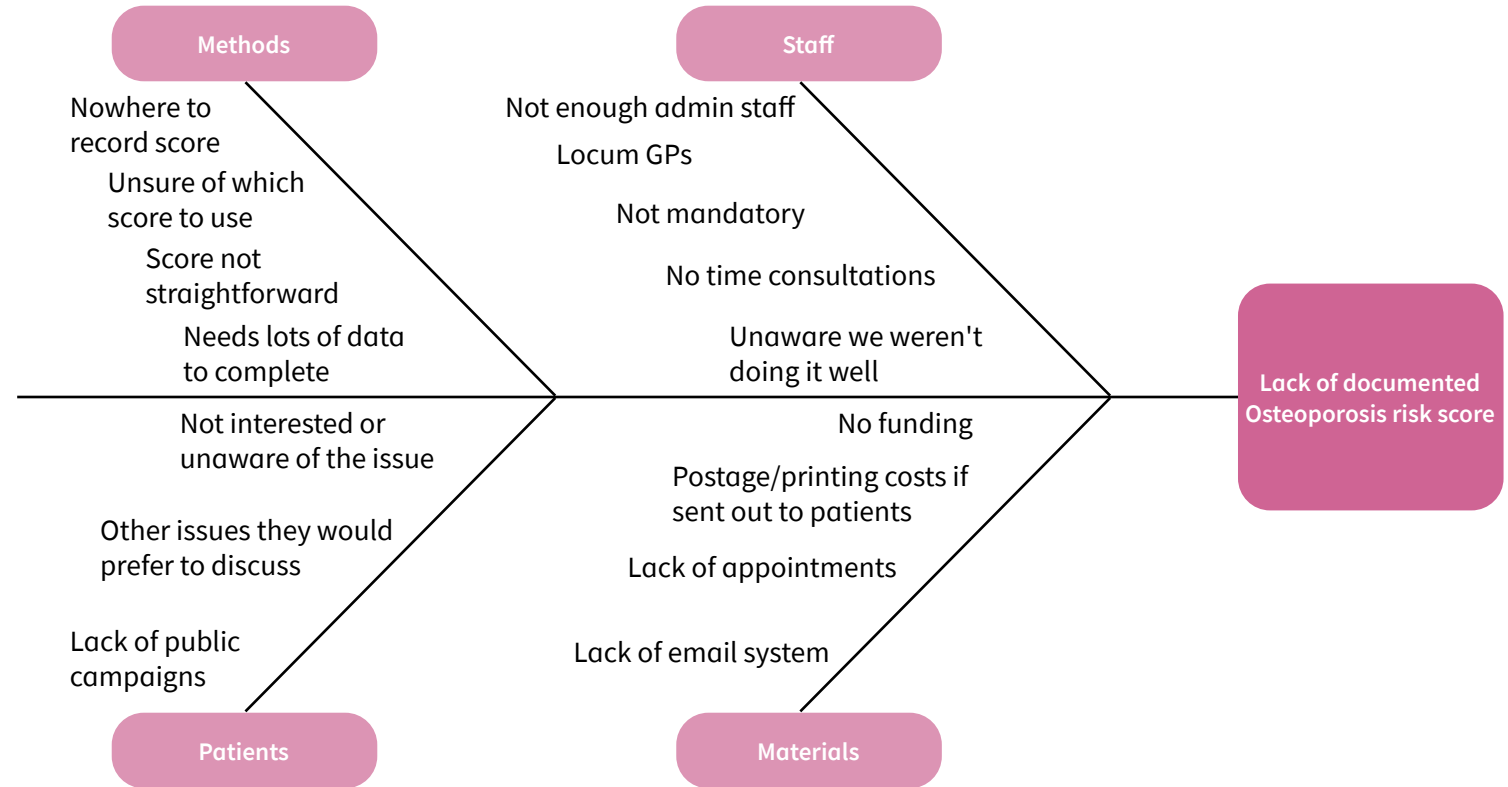 Methods
Staff
Nowhere to
record score
Unsure of which
score to use
Score not
straightforward
Needs lots of data
to complete
Not enough admin staff
Locum GPs
Not mandatory
No time consultations
Unaware we weren't
doing it well
Lack of documented
Osteoporosis risk score
Not interested or
unaware of the issue
Other issues they would
prefer to discuss
Lack of public
campaigns
No funding
Postage/printing costs if
sent out to patients
Lack of appointments
Lack of email system
Patients
Materials